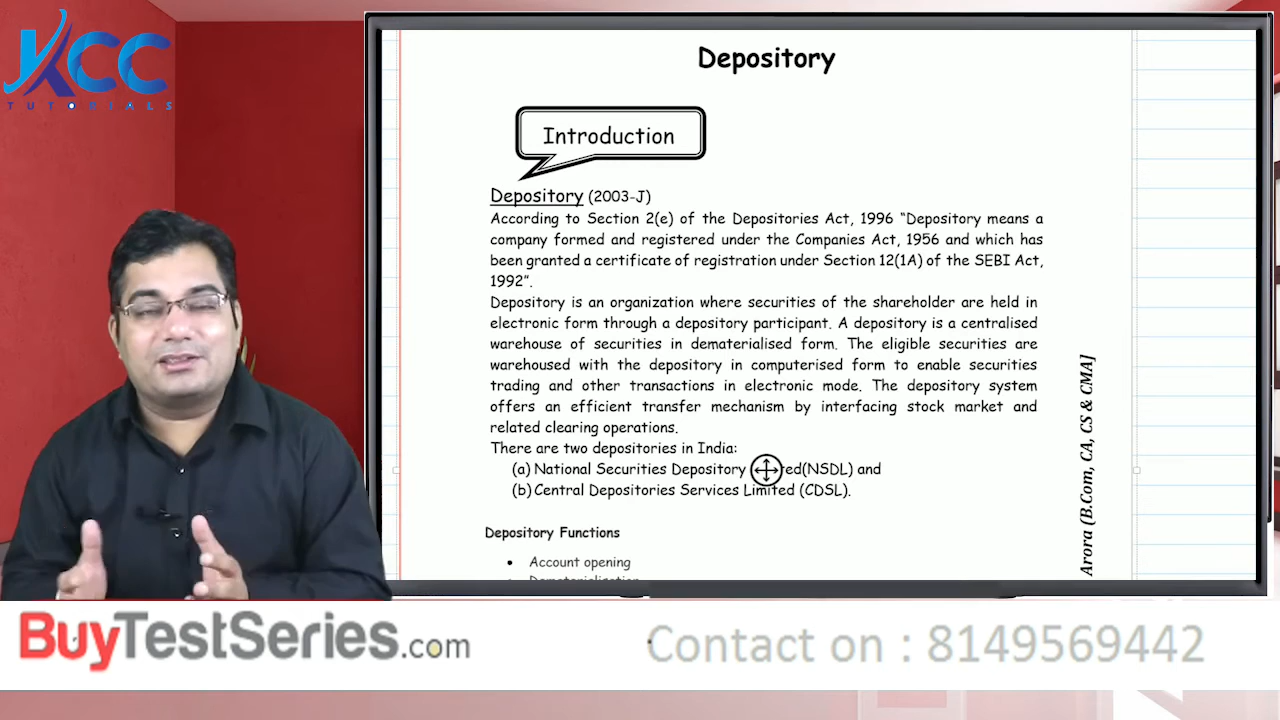 KCC
TUTORIALS
Depository
Introduction
Depository (2003-J)
According to Section 2(e) of the Depositories Act, 1996 “Depository means a
company formed and registered under the Companies Act, 1956 and which has
been granted a certificate of registration under Section 12(1A) of the SEBI Act,
1992”.
Depository is an organization where securities of the shareholder are held in
electronic form through a depository participant. A depository is a centralised
warehouse of securities in dematerialised form. The eligible securities are
warehoused with the depository in computerised form to enable securities
trading and other transactions in electronic mode. The depository system
offers an efficient transfer mechanism by interfacing stock market and
related clearing operations.
There are two depositories in India:
(a) National Securities Depository red(NSDL) and
(b) Central Depositories Services Limited (CDSL).
Depository Functions
• Account opening
• Dematerialization
Arora (B.Com, CA, CS & CMA]
BuyTestSeries.com
Contact on : 8149569442